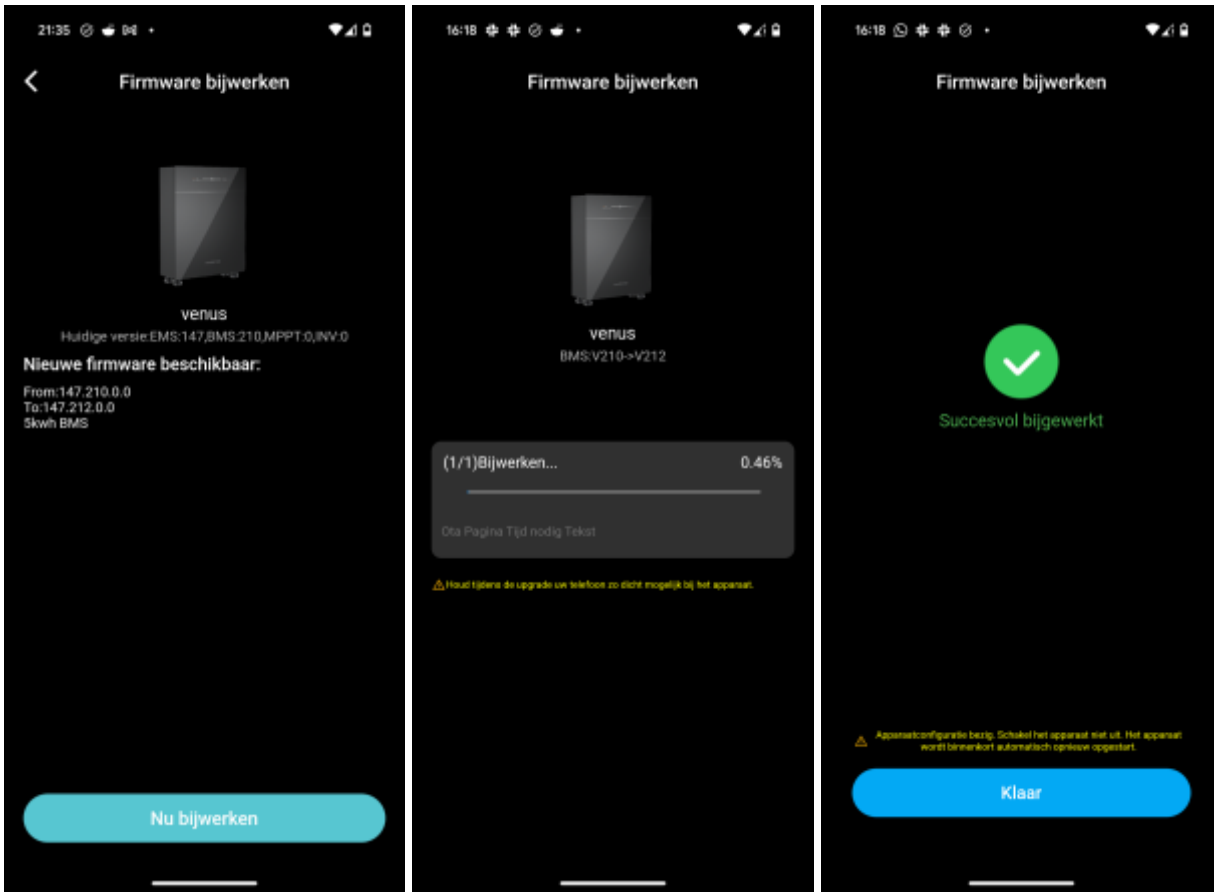 21:35
Firmware bijwerken
venus
Huidige versie:EMS:147,BMS:210,MPPT:0,INV:0
Nieuwe firmware beschikbaar:
From:147.210.0.0
To:147.212.0.0
5kwh BMS
Nu bijwerken
16:18
Firmware bijwerken
venus
BMS:V210->V212
(1/1)Bijwerken... 0.46%
Ota Pagina Tijd nodig Tekst
Houd tijdens de upgrade uw telefoon zo dicht mogelijk bij het apparaat.
16:18
Firmware bijwerken
Succesvol bijgewerkt
Apparaatconfiguratie bezig. Schakel het apparaat niet uit. Het apparaat
wordt binnenkort automatisch opnieuw opgestart.
Klaar